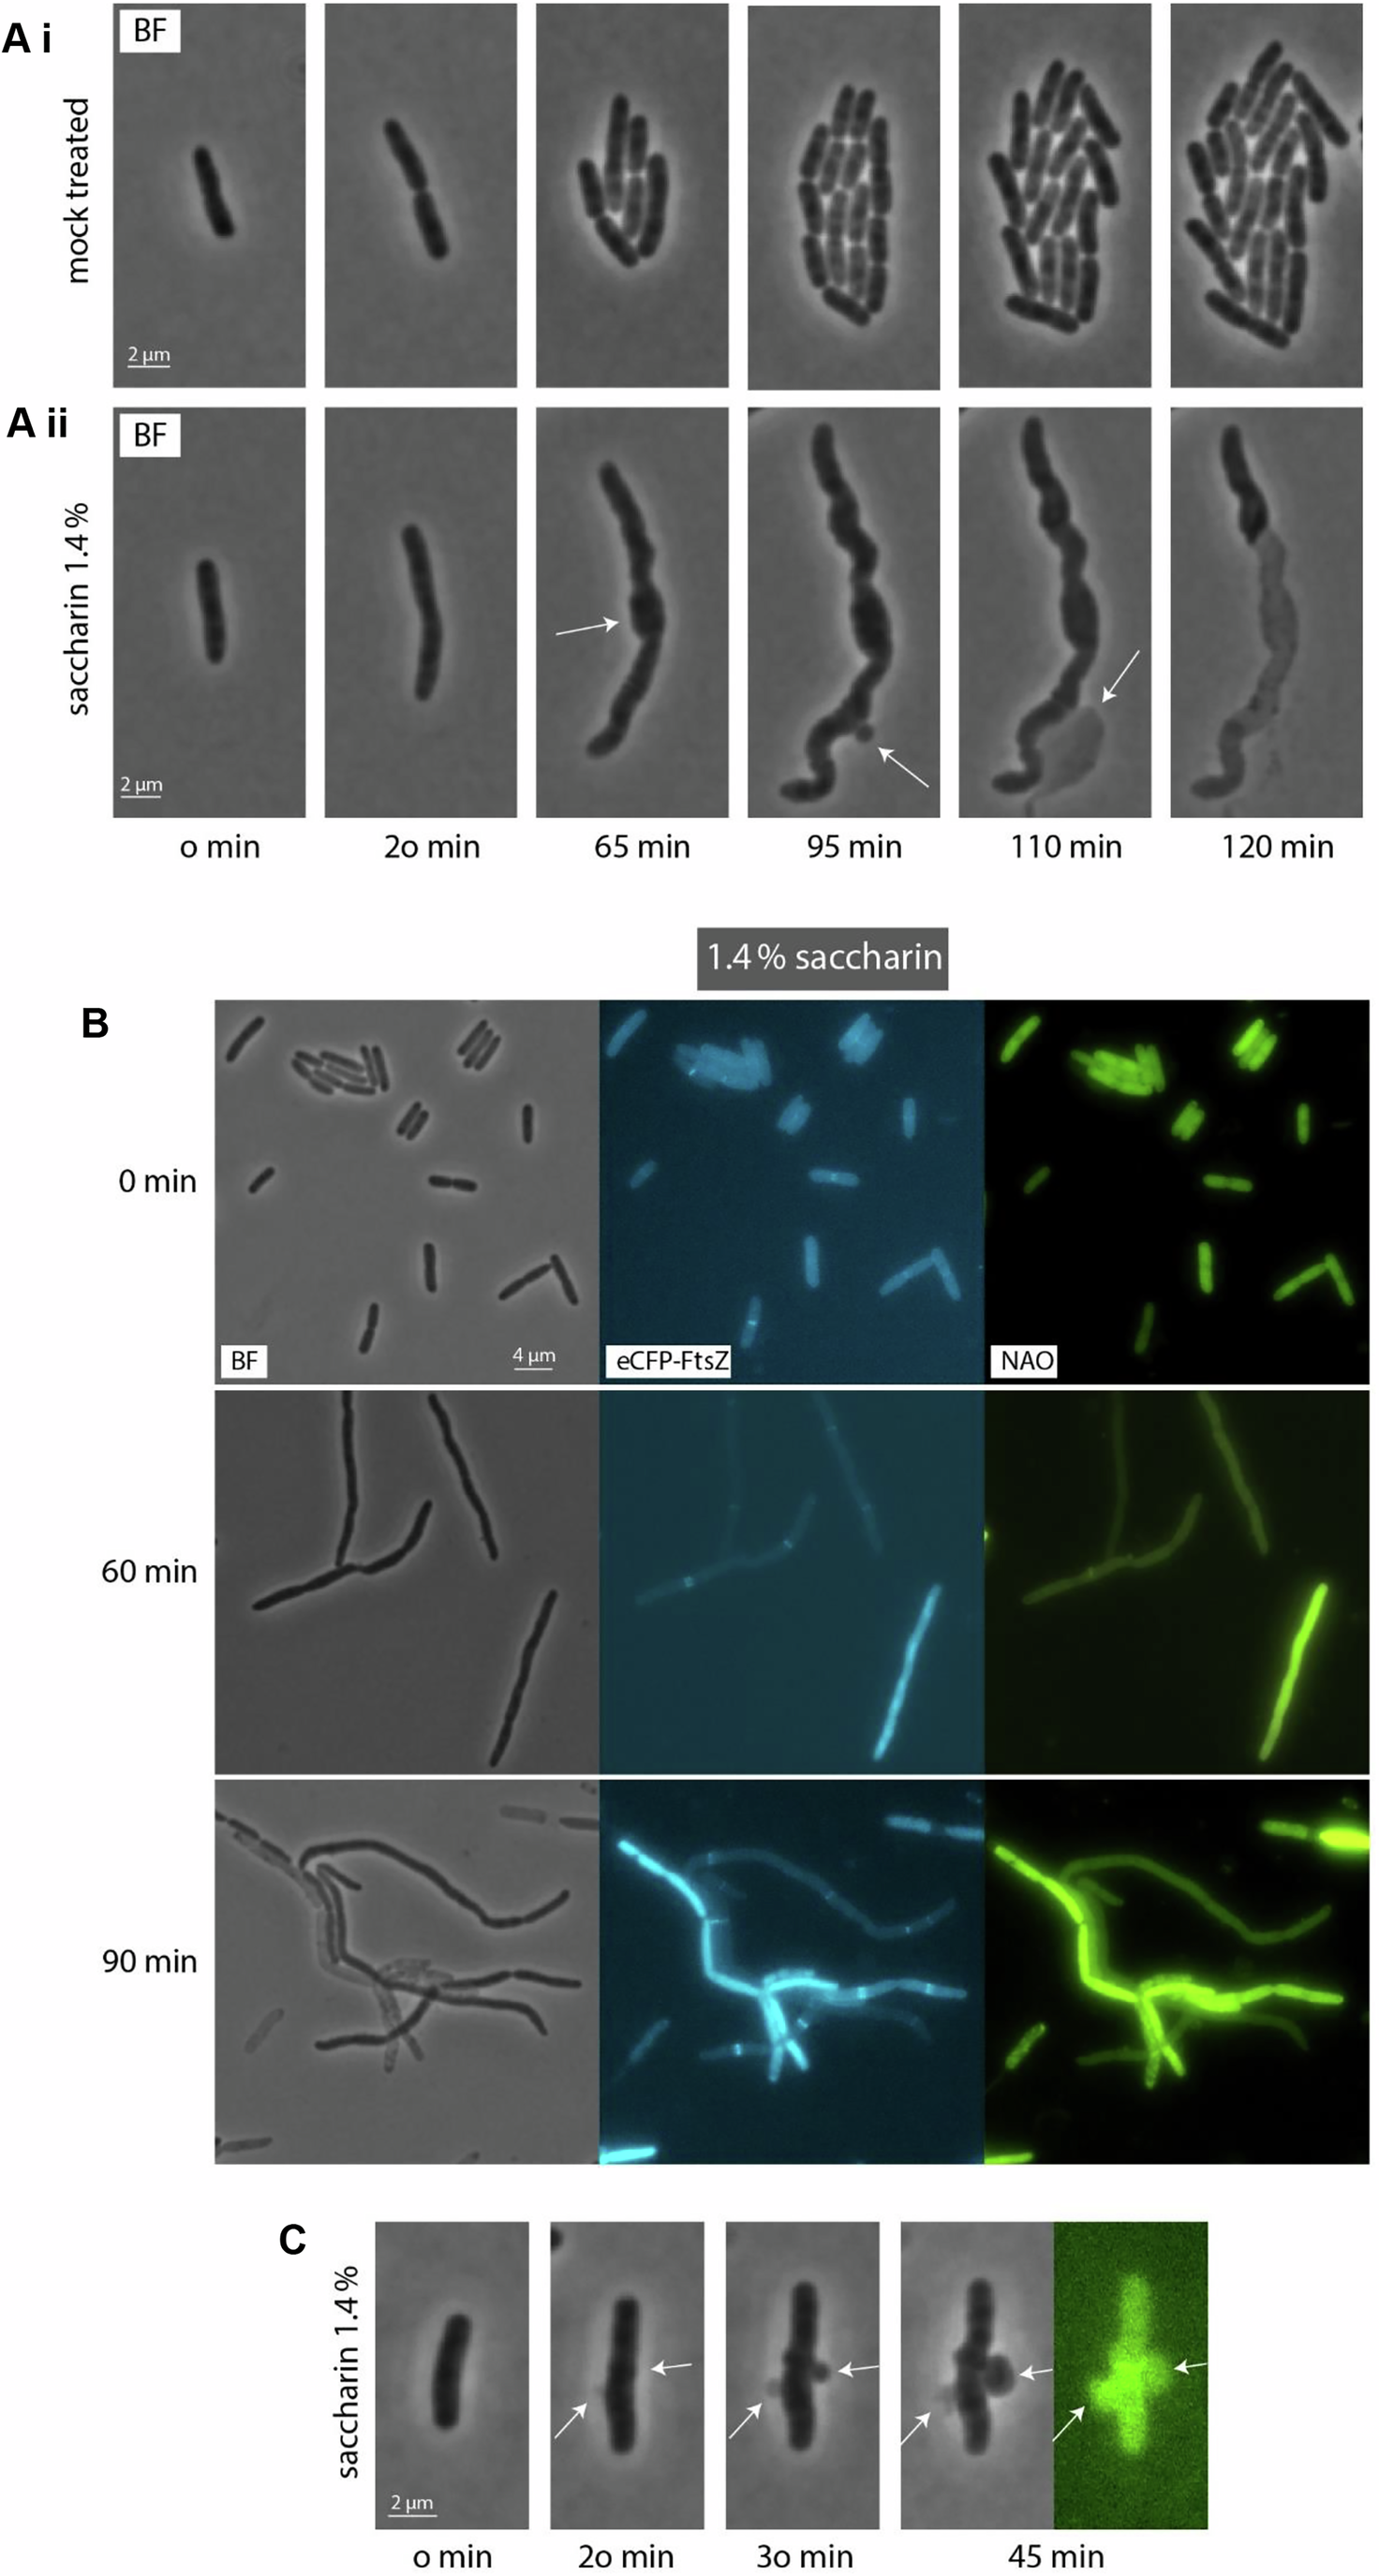 A i
BF
mock treated
2 µm
A ii
BF
saccharin 1.4 %
2 µm
o min
2o min
65 min
95 min
110 min
120 min
1.4 % saccharin
B
0 min
BF
4 µm
eCFP-FtsZ
NAO
60 min
90 min
C
saccharin 1.4 %
2 µm
o min
2o min
3o min
45 min